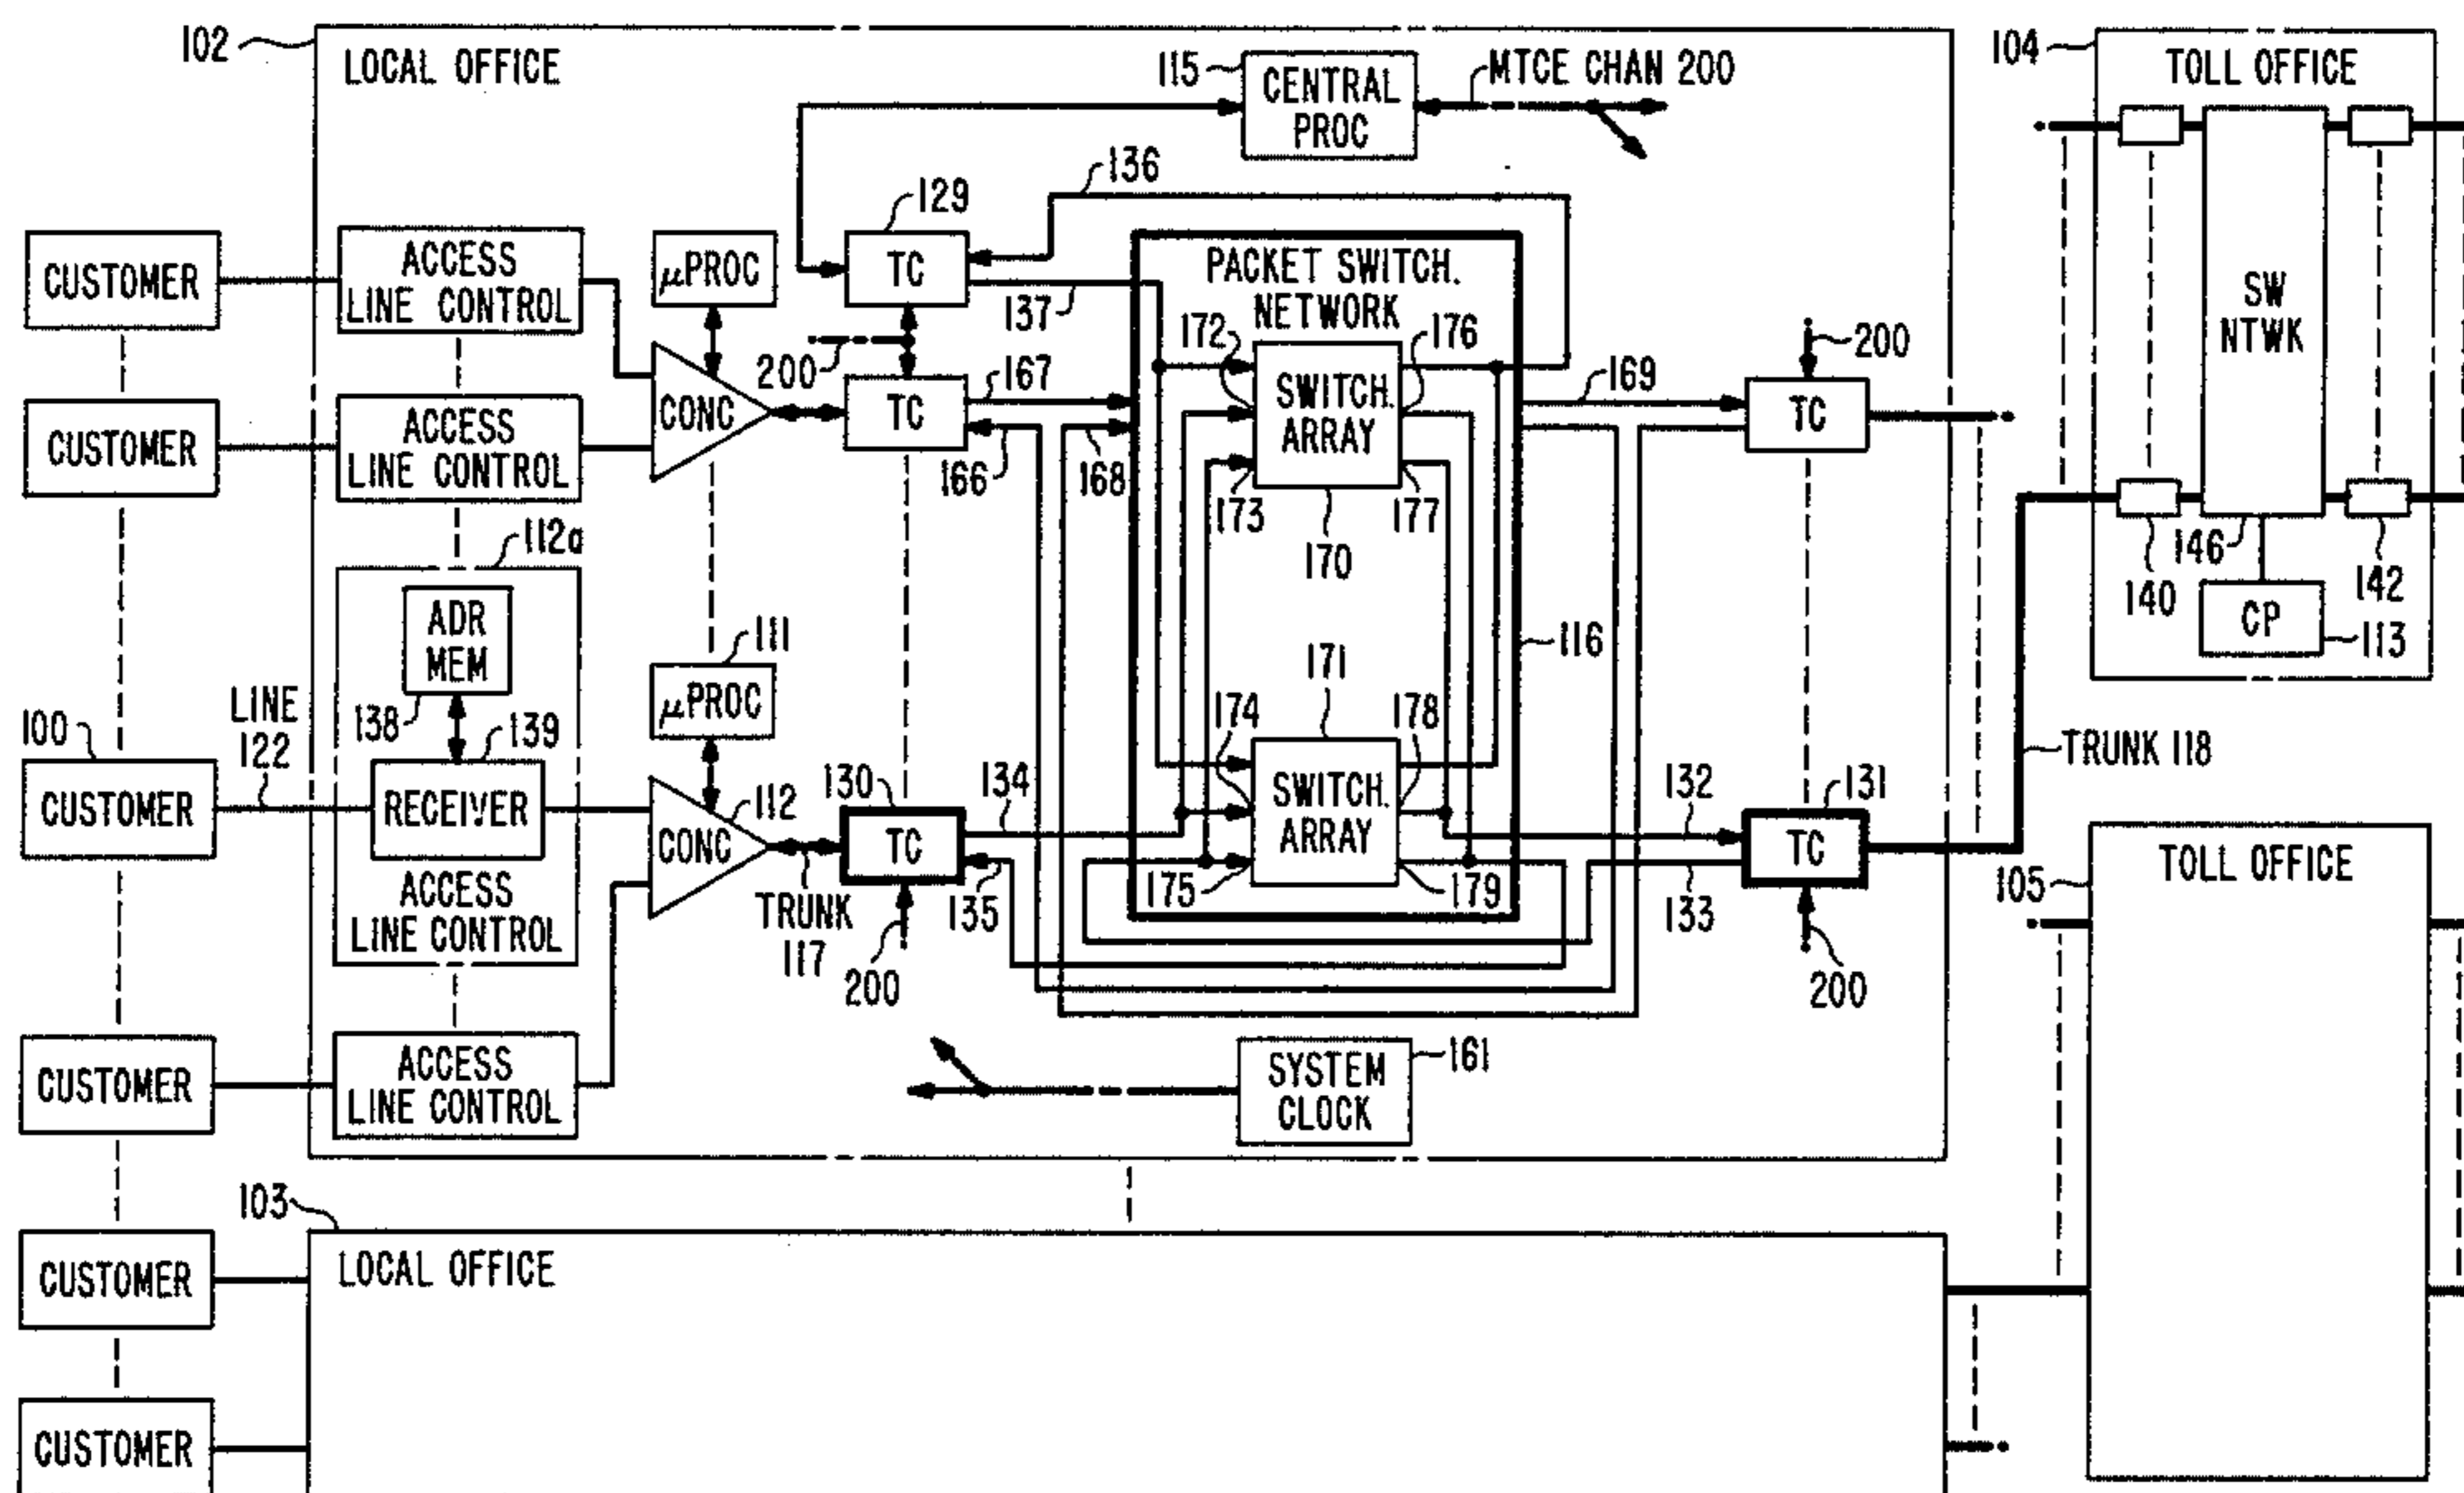 102
LOCAL OFFICE
115
CENTRAL
PROC
MTCE CHAN 200
104
TOLL OFFICE
136
129
TC
137
CUSTOMER
ACCESS
LINE CONTROL
μPROC
PACKET SWITCH.
NETWORK
172
176
SWITCH.
ARRAY
173
177
170
200
167
TC
166
168
169
200
TC
SW
NTWK
CUSTOMER
ACCESS
LINE CONTROL
CONC
140
146
142
CP
113
112a
ADR
MEM
138
139
RECEIVER
ACCESS
LINE CONTROL
111
μPROC
116
171
174
178
SWITCH.
ARRAY
175
179
100
CUSTOMER
LINE
122
112
CONC
TRUNK
117
130
TC
134
135
200
132
133
131
TC
200
TRUNK 118
105
TOLL OFFICE
CUSTOMER
ACCESS
LINE CONTROL
SYSTEM
CLOCK
161
103
LOCAL OFFICE
CUSTOMER
CUSTOMER